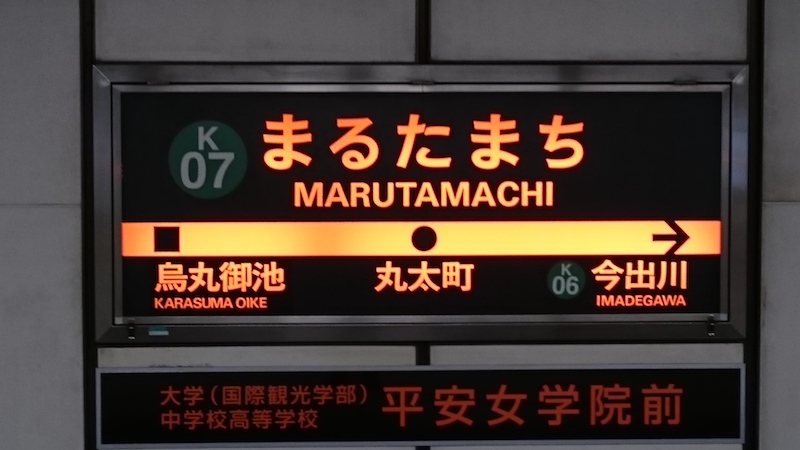 K
07
まるたまち
MARUTAMACHI
烏丸御池
KARASUMA OIKE
丸太町
K
06
今出川
IMADEGAWA
大学(国際観光学部)
中学校高等学校
平安女学院前